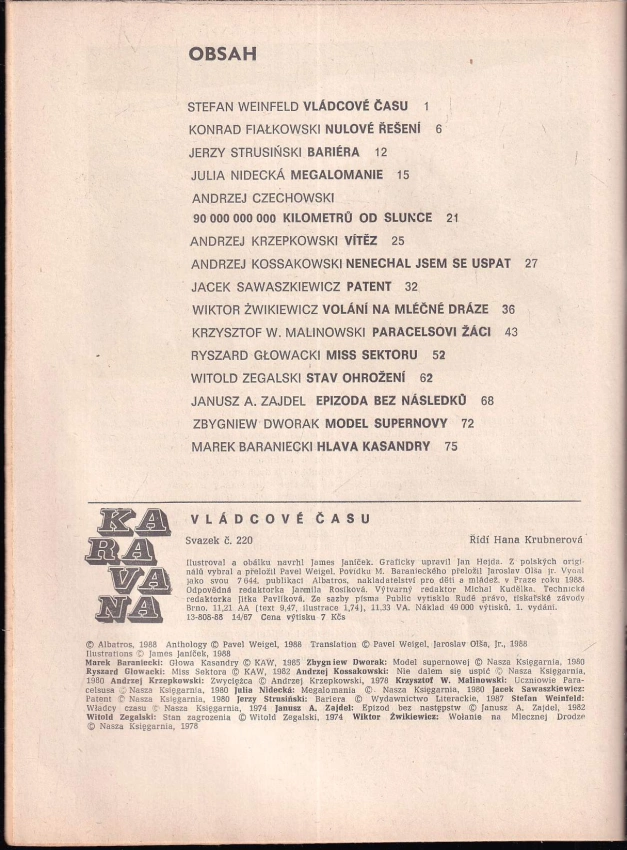 OBSAH
STEFAN WEINFELD VLÁDCOVÉ ČASU 1
KONRAD FIAŁKOWSKI NULOVÉ ŘEŠENÍ 6
JERZY STRUSIŃSKI BARIÉRA 12
JULIA NIDECKÁ MEGALOMANIE 15
ANDRZEJ CZECHOWSKI
90 000 000 000 KILOMETRŮ OD SLUNCE 21
ANDRZEJ KRZEPKOWSKI VÍTĚZ 25
ANDRZEJ KOSSAKOWSKI NENECHAL JSEM SE USPAT 27
JACEK SAWASZKIEWICZ PATENT 32
WIKTOR ŻWIKIEWICZ VOLÁNÍ NA MLÉČNÉ DRÁZE 36
KRZYSZTOF W. MALINOWSKI PARACELSOVI ŽÁCI 43
RYSZARD GŁOWACKI MISS SEKTORU 52
WITOLD ZEGALSKI STAV OHROŽENÍ 62
JANUSZ A. ZAJDEL EPIZODA BEZ NÁSLEDKŮ 68
ZBYGNIEW DWORAK MODEL SUPERNOVY 72
MAREK BARANIECKI HLAVA KASANDRY 75
KARAVANA
VLÁDCOVÉ ČASU
Svazek č. 220 Řídí Hana Krubnerová
Ilustroval a obálku navrhl James Janíček. Graficky upravil Jan Hejda. Z polských origi-
nálů vybral a přeložil Pavel Weigel. Povídku M. Baranieckého přeložil Jaroslav Olša jr. Vydal
jako svou 7 644. publikaci Albatros, nakladatelství pro děti a mládež, v Praze roku 1988.
Odpovědná redaktorka Jarmila Rosíková. Výtvarný redaktor Michal Kudělka. Technická
redaktorka Jitka Pavlíková. Ze sazby písma Public vytisklo Rudé právo, tiskařské závody
Brno. 11,21 AA (text 9,47, ilustrace 1,74), 11,33 VA. Náklad 49 000 výtisků. 1. vydání.
13-808-88 14/67 Cena výtisku 7 Kčs
© Albatros, 1988 Anthology © Pavel Weigel, 1988 Translation © Pavel Weigel, Jaroslav Olša, Jr., 1988
Ilustrations © James Janíček, 1988
Marek Baraniecki: Głowa Kasandry © KAW, 1985 Zbygniew Dworak: Model supernowej © Nasza Księgarnia, 1980
Ryszard Głowacki: Miss Sektora © KAW, 1982 Andrzej Kossakowski: Nie dałem się uspić © Nasza Księgarnia,
1980 Andrzej Krzepkowski: Zwycięzca © Andrzej Krzepkowski, 1978 Krzysztof W. Malinowski: Uczniowie Para-
celsusa © Nasza Księgarnia, 1980 Julia Nidecká: Megalomania © Nasza Księgarnia, 1980 Jacek Sawaszkiewicz:
Patent © Nasza Księgarnia, 1980 Jerzy Strusiński: Bariera © Wydawnictwo Literackie, 1987 Stefan Weinfeld:
Władcy czasu © Nasza Księgarnia, 1974 Janusz A. Zajdel: Epizod bez następstw © Janusz A. Zajdel, 1982
Witold Zegalski: Stan zagrozenia © Witold Zegalski, 1974 Wiktor Żwikiewicz: Wołanie na Mlecznej Drodze
© Nasza Księgarnia, 1978